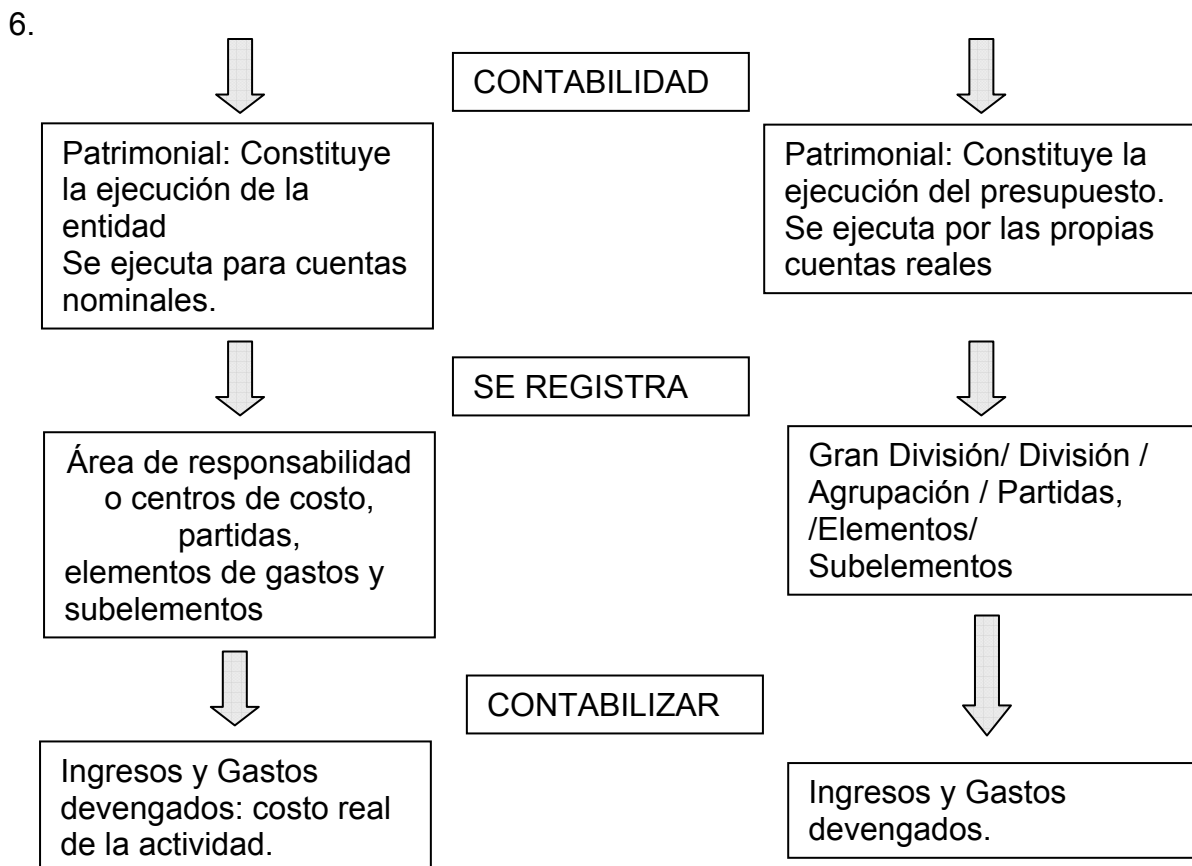 6.
CONTABILIDAD
Patrimonial: Constituye
la ejecución de la
entidad
Se ejecuta para cuentas
nominales.
Patrimonial: Constituye la
ejecución del presupuesto.
Se ejecuta por las propias
cuentas reales
SE REGISTRA
Área de responsabilidad
o centros de costo,
partidas,
elementos de gastos y
subelementos
Gran División/ División /
Agrupación / Partidas,
/Elementos/
Subelementos
CONTABILIZAR
Ingresos y Gastos
devengados: costo real
de la actividad.
Ingresos y Gastos
devengados.